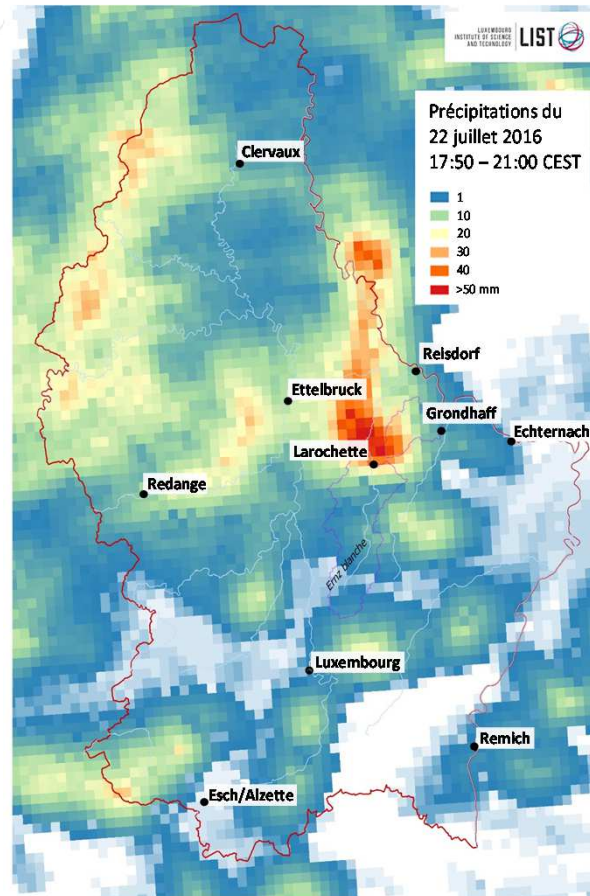 LUXEMBOURG
INSTITUTE OF SCIENCE
AND TECHNOLOGY
LIST
Précipitations du
22 juillet 2016
17:50 – 21:00 CEST
1
10
20
30
40
>50 mm
Clervaux
Reisdorf
Ettelbruck
Grondhaff
Echternach
Larochette
Redange
Ernz blanche
Luxembourg
Remich
Esch/Alzette